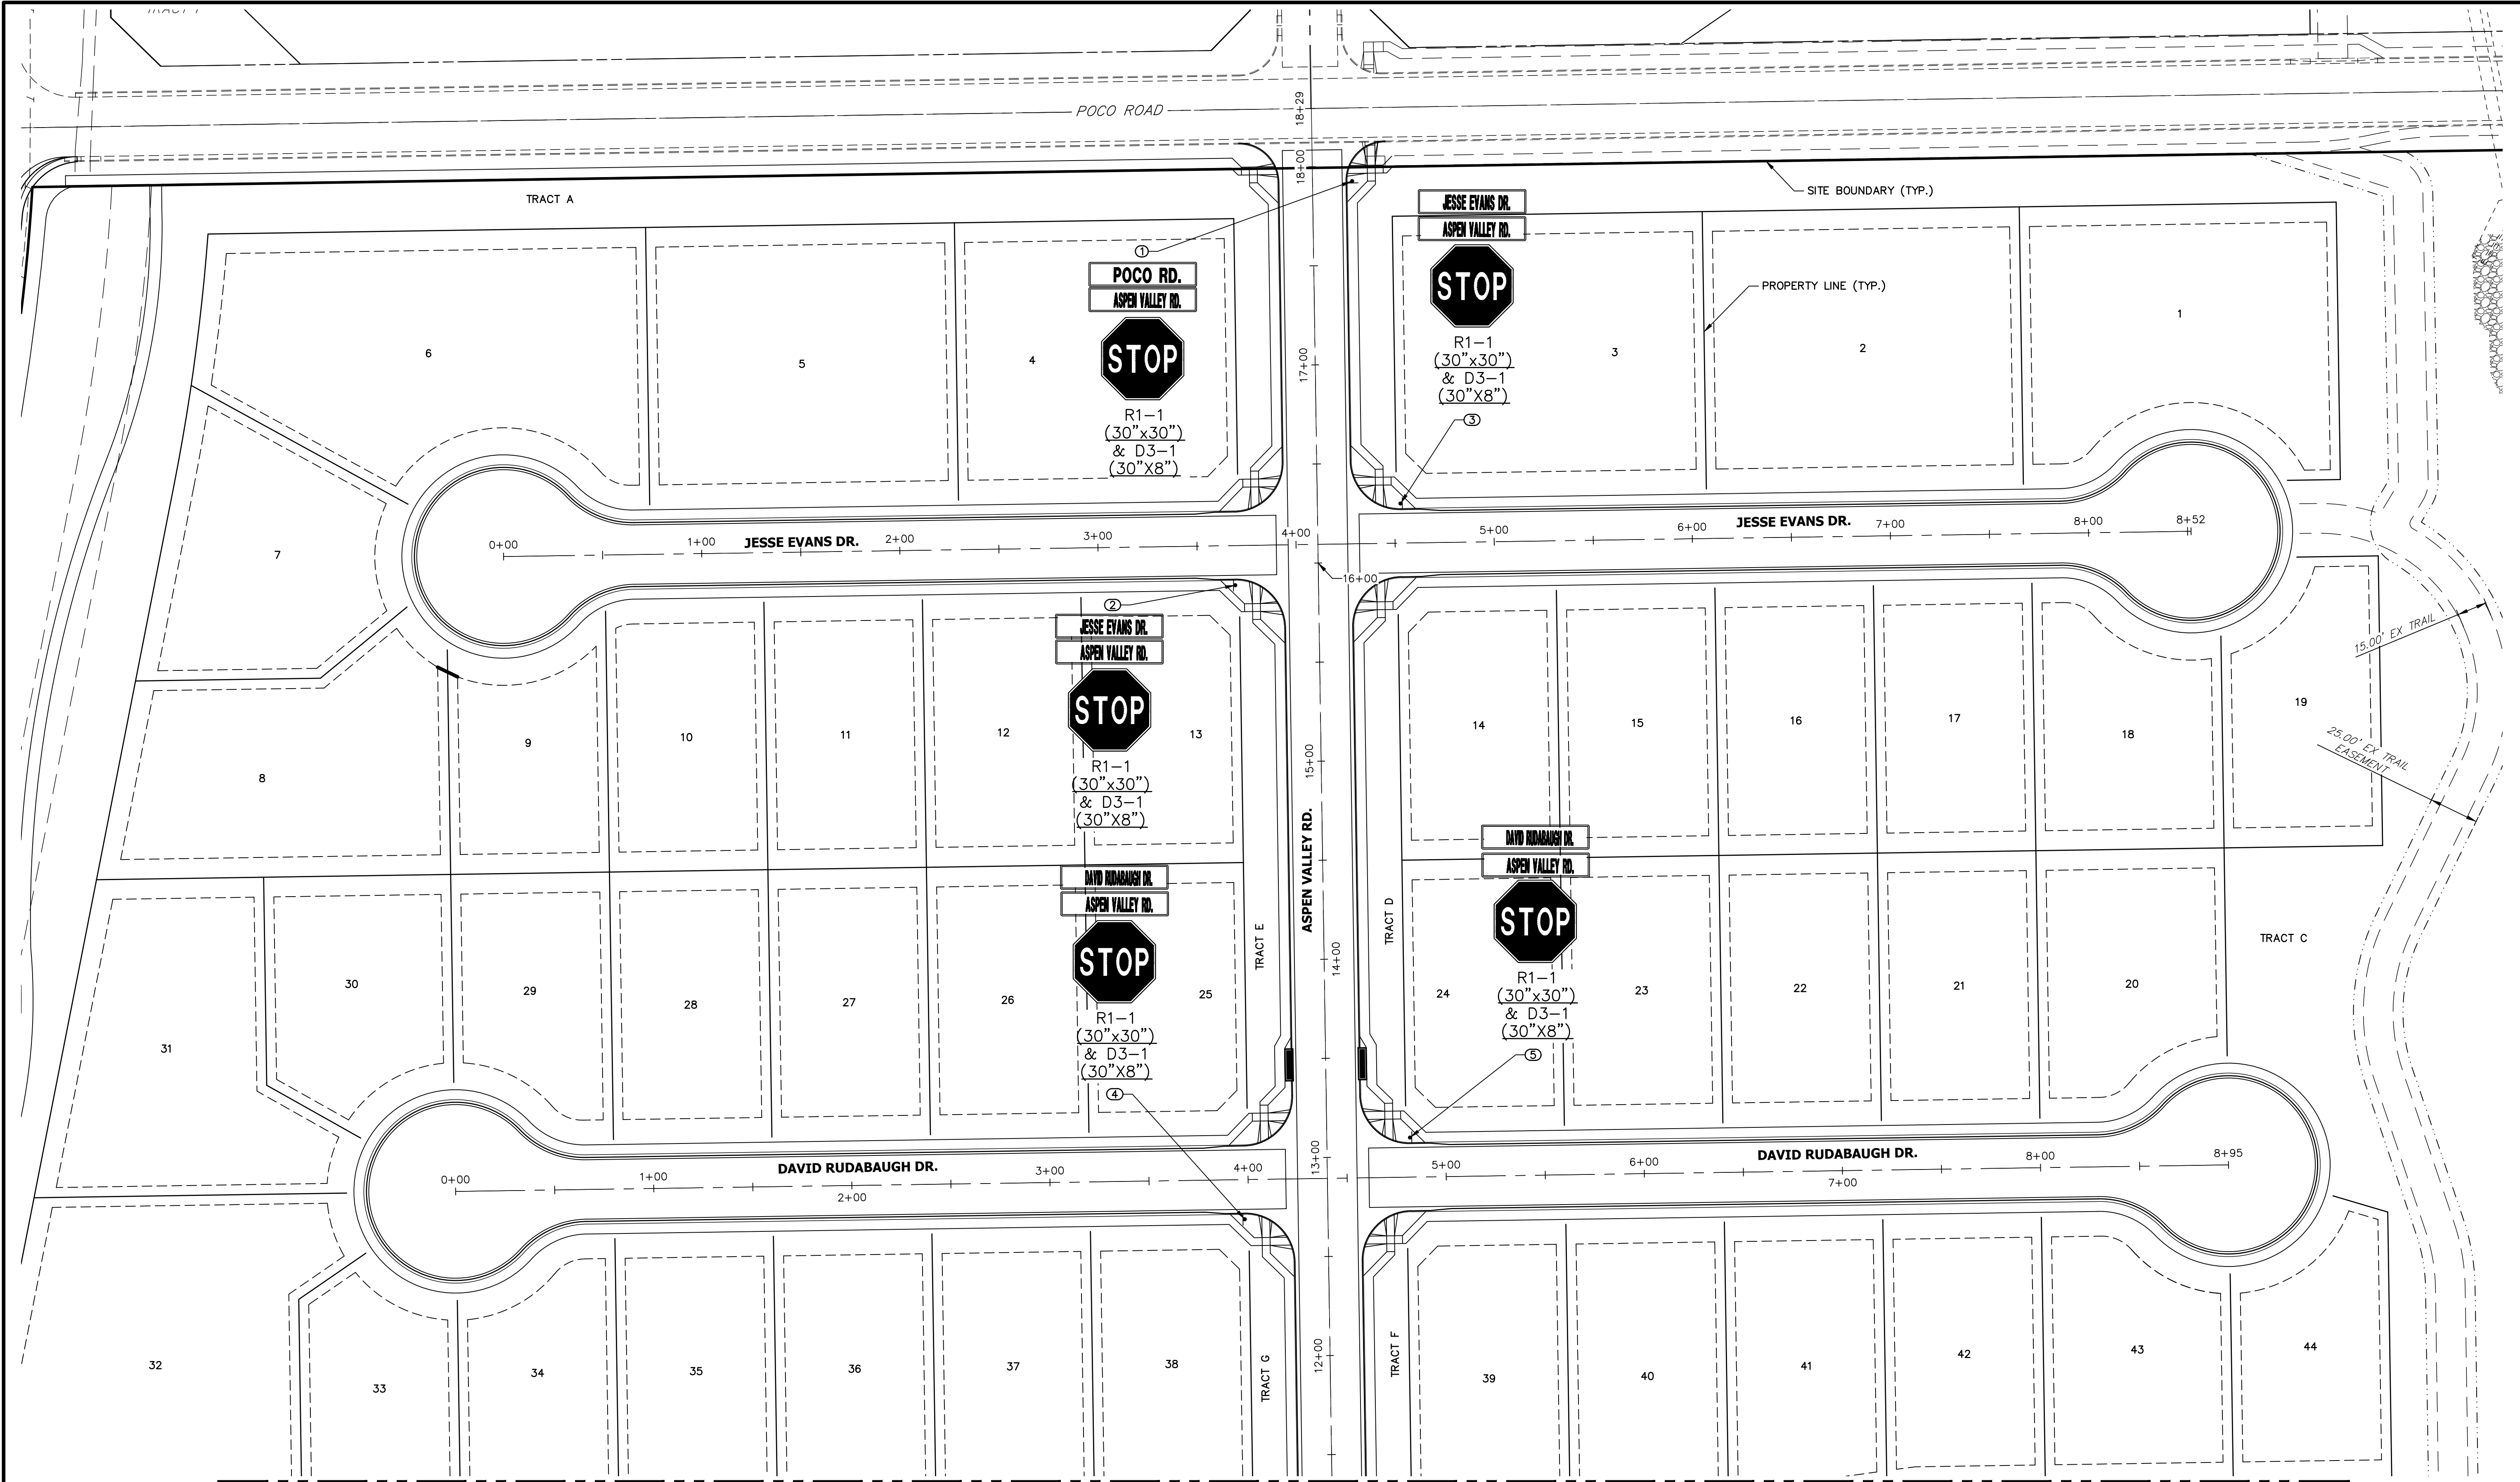 POCO ROAD
18+29
18+00
SITE BOUNDARY (TYP.)
TRACT A
JESSE EVANS DR.
ASPEN VALLEY RD.
STOP
R1-1
(30"x30")
& D3-1
(30"X8")
3
1
POCO RD.
ASPEN VALLEY RD.
STOP
R1-1
(30"x30")
& D3-1
(30"X8")
PROPERTY LINE (TYP.)
6
5
4
3
2
1
17+00
7
0+00
1+00
JESSE EVANS DR.
2+00
3+00
4+00
5+00
6+00
JESSE EVANS DR.
7+00
8+00
8+52
16+00
2
JESSE EVANS DR.
ASPEN VALLEY RD.
STOP
R1-1
(30"x30")
& D3-1
(30"X8")
15.00' EX TRAIL
25.00' EX TRAIL
EASEMENT
8
9
10
11
12
13
14
15
16
17
18
19
15+00
ASPEN VALLEY RD.
14+00
DAVID RUDABAUGH DR.
ASPEN VALLEY RD.
STOP
R1-1
(30"x30")
& D3-1
(30"X8")
4
DAVID RUDABAUGH DR.
ASPEN VALLEY RD.
STOP
R1-1
(30"x30")
& D3-1
(30"X8")
5
TRACT E
TRACT D
TRACT C
31
30
29
28
27
26
25
24
23
22
21
20
13+00
0+00
1+00
DAVID RUDABAUGH DR.
2+00
3+00
4+00
5+00
6+00
DAVID RUDABAUGH DR.
7+00
8+00
8+95
12+00
TRACT G
TRACT F
32
33
34
35
36
37
38
39
40
41
42
43
44